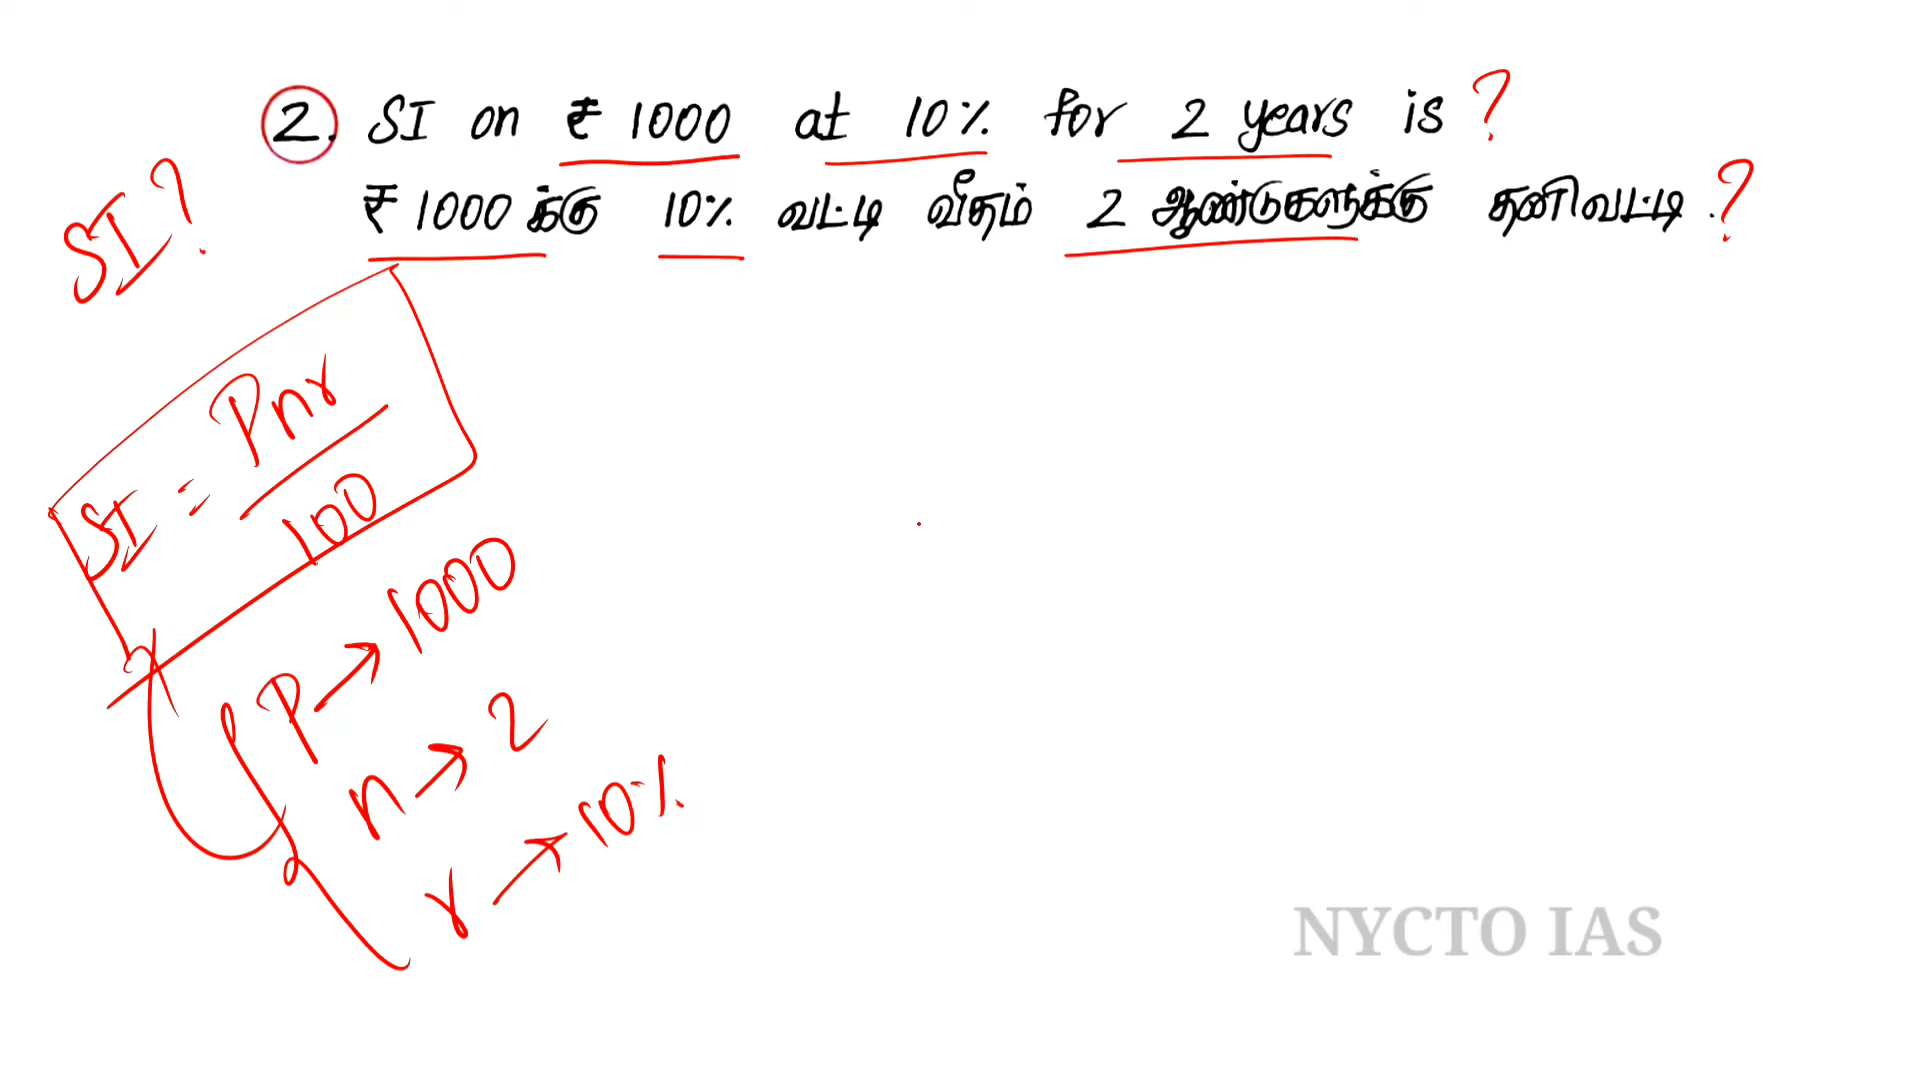 2. SI on ₹ 1000 at 10% for 2 years is ?
₹ 1000 க்கு 10% வட்டி வீதம் 2 ஆண்டுகளுக்கு தனிவட்டி . ?
SI ?
SI = Pnr
100
P → 1000
n → 2
r → 10%
NYCTO IAS